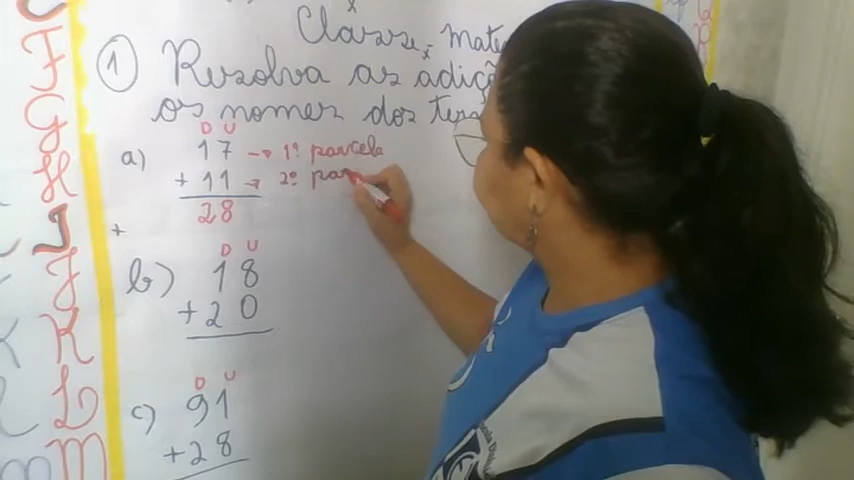 Classe: mate
1 Resolva as adiçõ
os nomes dos ter
D U
a) 17 → 1ª parcela
+ 11 → 2ª par
28
+
D U
b) 18
+ 20
D U
c) 91
+ 28
F
G
H
I
J
K
L
M